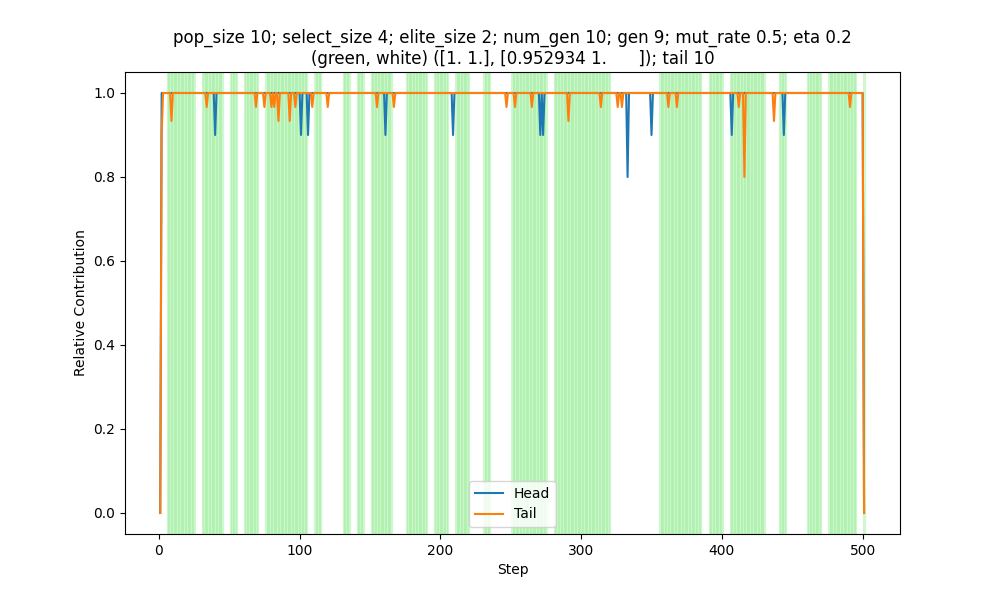 pop_size 10; select_size 4; elite_size 2; num_gen 10; gen 9; mut_rate 0.5; eta 0.2
(green, white) ([1. 1.], [0.952934 1.      ]); tail 10
1.0
0.8
0.6
0.4
0.2
0.0
Relative Contribution
Head
Tail
0 100 200 300 400 500
Step